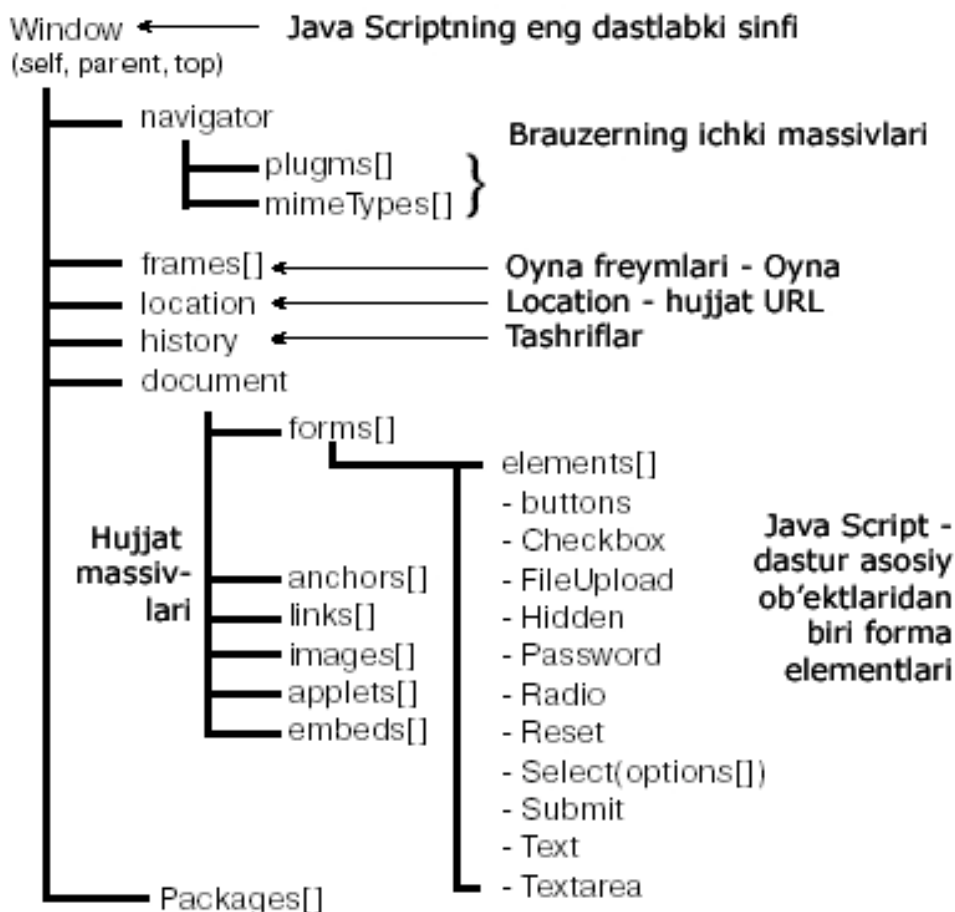 Window
Java Scriptning eng dastlabki sinfi
(self, parent, top)
navigator
Brauzerning ichki massivlari
plugms[]
mimeTypes[]
frames[]
Oyna freymlari - Oyna
location
Location - hujjat URL
history
Tashriflar
document
forms[]
elements[]
- buttons
- Checkbox
- FileUpload
- Hidden
- Password
- Radio
- Reset
- Select(options[])
- Submit
- Text
- Textarea
Java Script -
dastur asosiy
ob'ektlaridan
biri forma
elementlari
Hujjat
massiv-
lari
anchors[]
links[]
images[]
applets[]
embeds[]
Packages[]